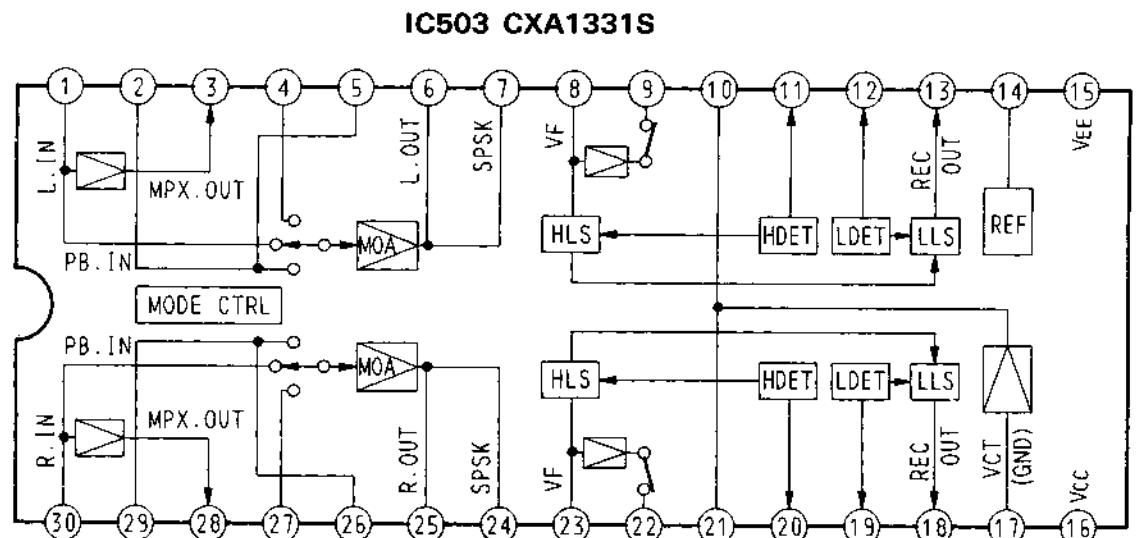 IC503 CXA1331S
1 2 3 4 5 6 7 8 9 10 11 12 13 14 15
L.IN
MPX.OUT
L.OUT
SPSK
VF
REC OUT
VEE
PB.IN
MOA
HLS
HDET
LDET
LLS
REF
MODE CTRL
PB.IN
MOA
HLS
HDET
LDET
LLS
R.IN
MPX.OUT
R.OUT
SPSK
VF
REC OUT
VCT
(GND)
VCC
30 29 28 27 26 25 24 23 22 21 20 19 18 17 16